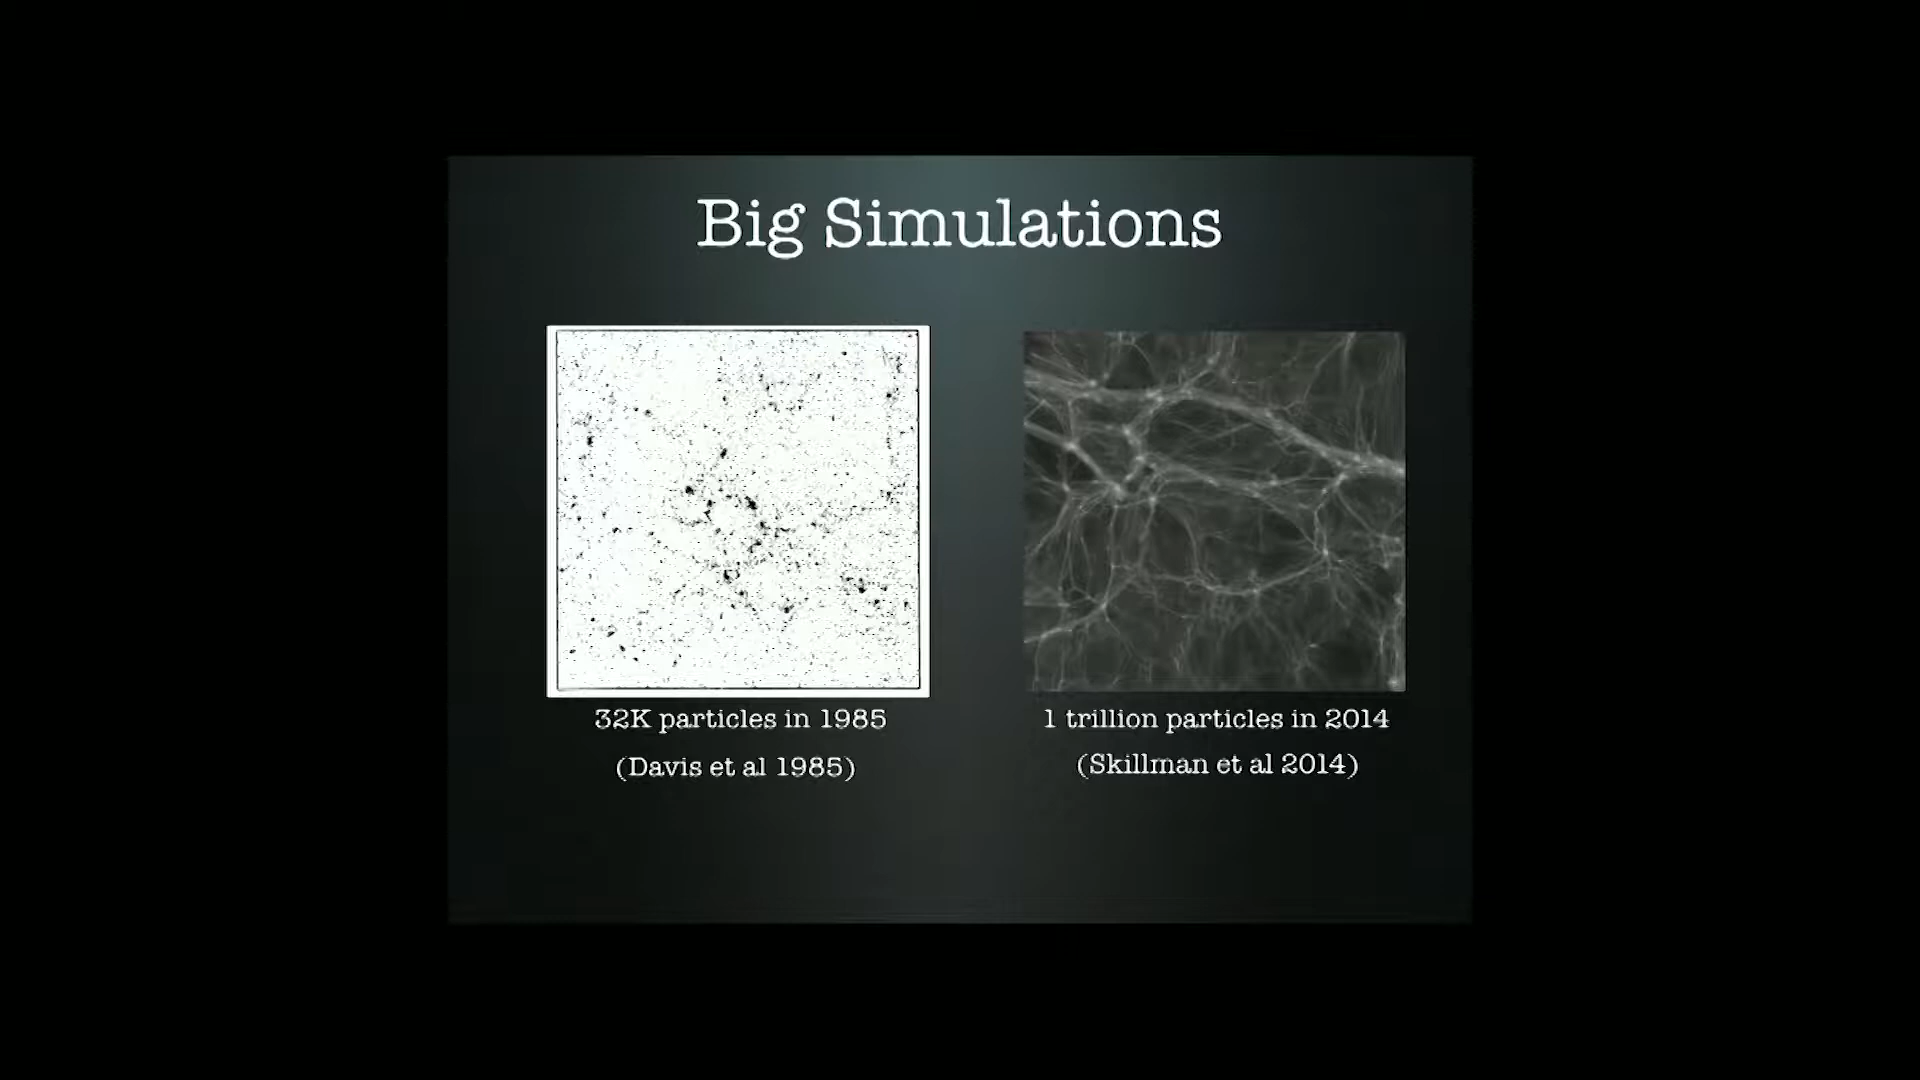 Big Simulations
32K particles in 1985
(Davis et al 1985)
1 trillion particles in 2014
(Skillman et al 2014)